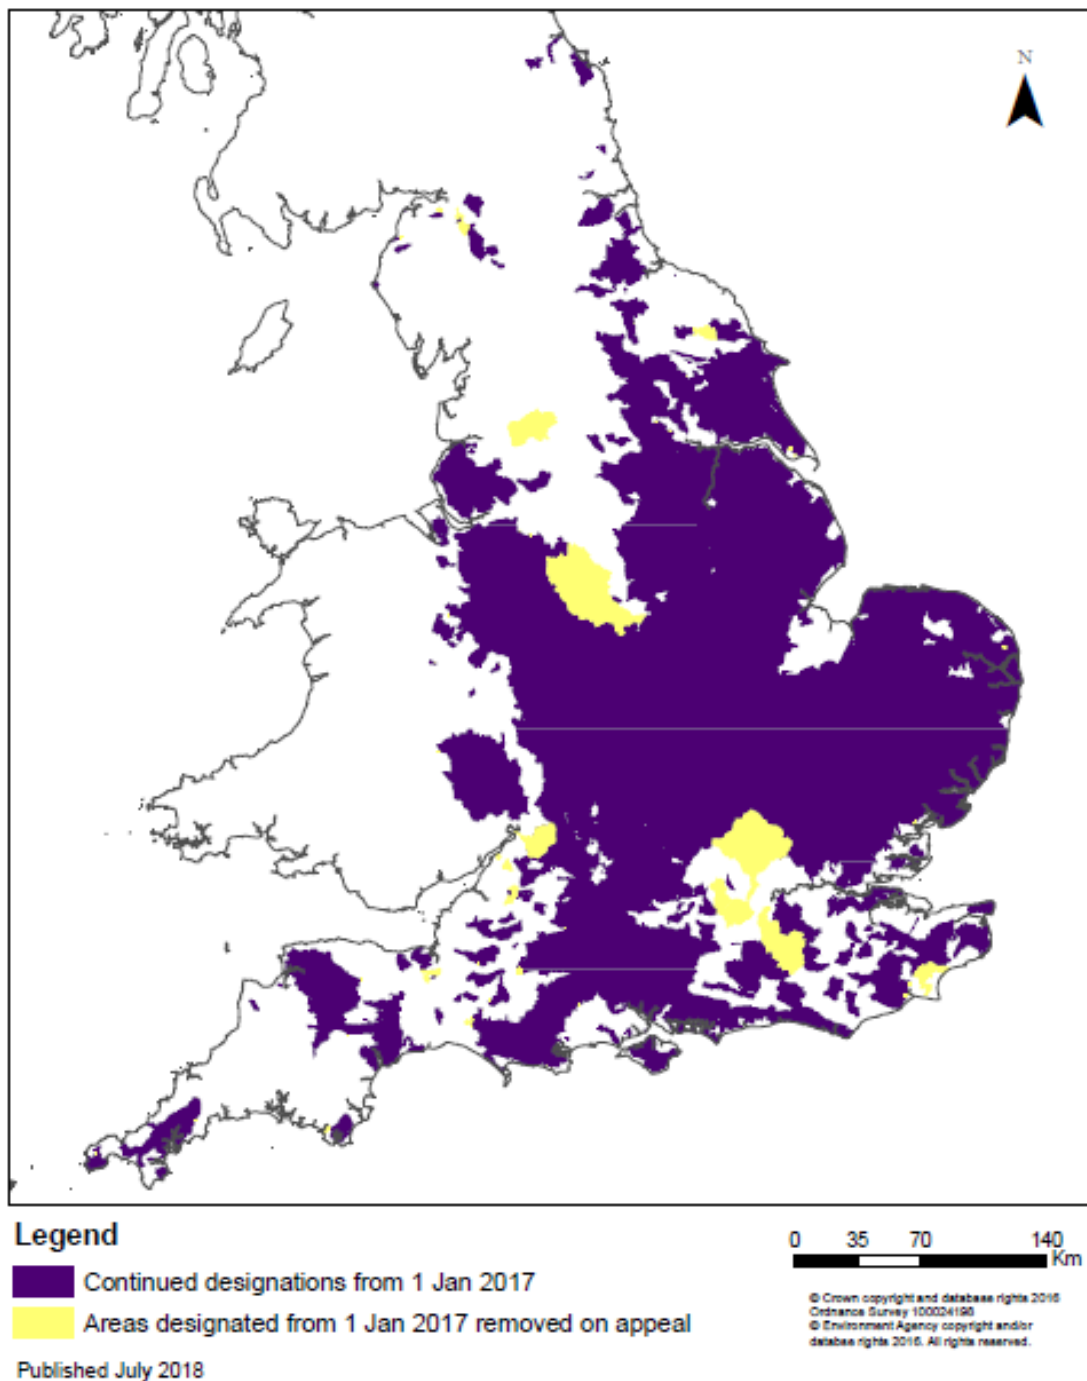 N
Legend
Continued designations from 1 Jan 2017
Areas designated from 1 Jan 2017 removed on appeal
Published July 2018
0 35 70 140
Km
© Crown copyright and database rights 2016
Ordnance Survey 100024198
© Environment Agency copyright and/or
database rights 2016. All rights reserved.